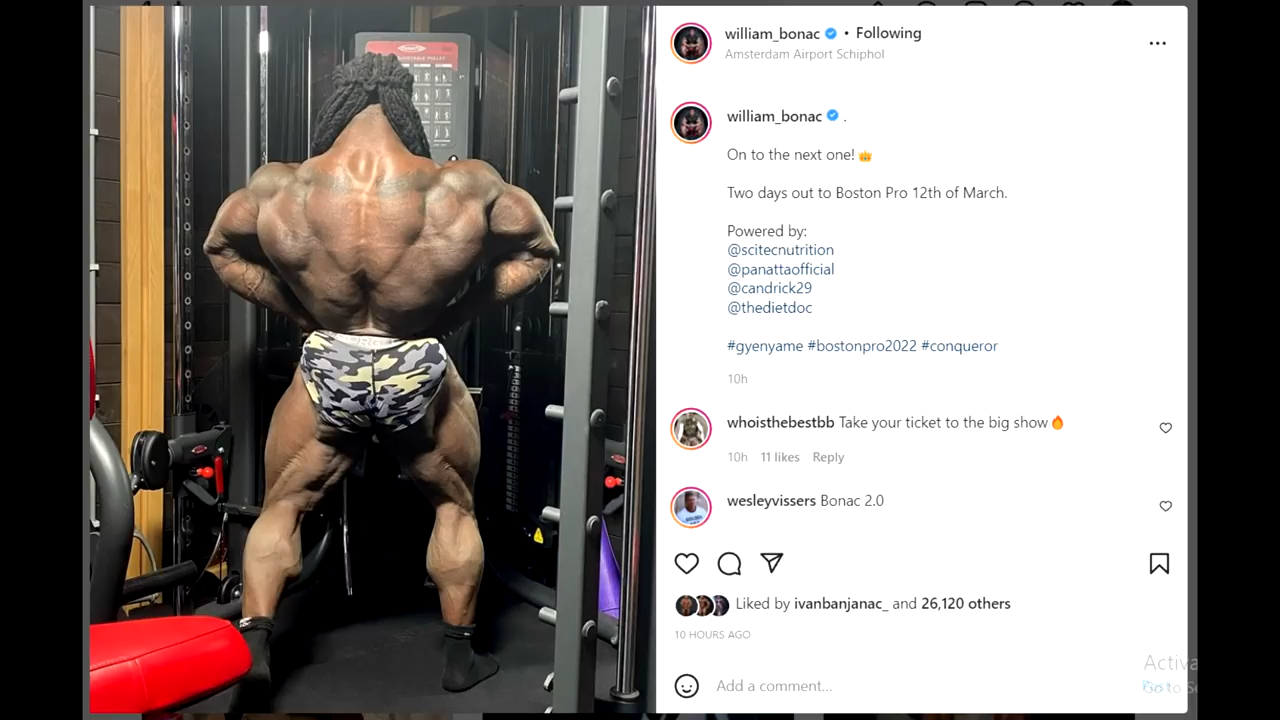 william_bonac • Following
Amsterdam Airport Schiphol
william_bonac .
On to the next one!
Two days out to Boston Pro 12th of March.
Powered by:
@scitecnutrition
@panattaofficial
@candrick29
@thedietdoc
#gyenyame #bostonpro2022 #conqueror
10h
whoisthebestbb Take your ticket to the big show
10h 11 likes Reply
wesleyvissers Bonac 2.0
Liked by ivanbanjanac_ and 26,120 others
10 HOURS AGO
Activa
Add a comment...
Go to S